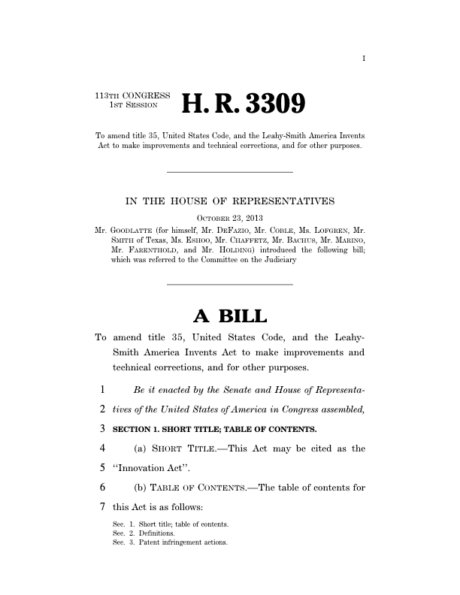 I
113TH CONGRESS
1ST SESSION
H. R. 3309
To amend title 35, United States Code, and the Leahy-Smith America Invents
Act to make improvements and technical corrections, and for other purposes.
IN THE HOUSE OF REPRESENTATIVES
OCTOBER 23, 2013
Mr. GOODLATTE (for himself, Mr. DEFAZIO, Mr. COBLE, Ms. LOFGREN, Mr.
SMITH of Texas, Ms. ESHOO, Mr. CHAFFETZ, Mr. BACHUS, Mr. MARINO,
Mr. FARENTHOLD, and Mr. HOLDING) introduced the following bill;
which was referred to the Committee on the Judiciary
A BILL
To amend title 35, United States Code, and the Leahy-
Smith America Invents Act to make improvements and
technical corrections, and for other purposes.
1 Be it enacted by the Senate and House of Representa-
2 tives of the United States of America in Congress assembled,
3 SECTION 1. SHORT TITLE; TABLE OF CONTENTS.
4 (a) SHORT TITLE.—This Act may be cited as the
5 ‘‘Innovation Act’’.
6 (b) TABLE OF CONTENTS.—The table of contents for
7 this Act is as follows:
Sec. 1. Short title; table of contents.
Sec. 2. Definitions.
Sec. 3. Patent infringement actions.